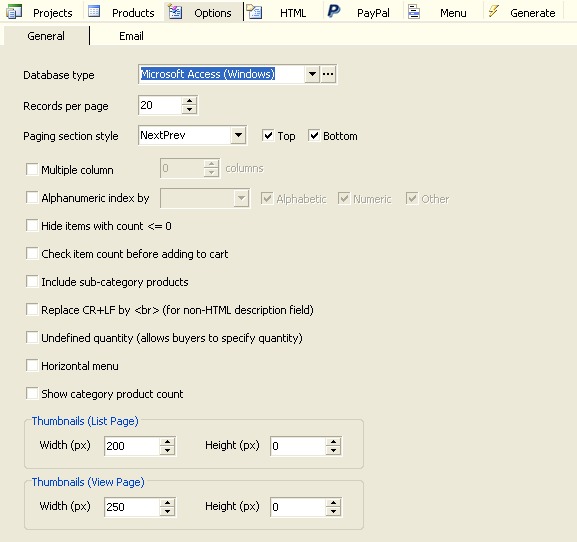 Projects Products Options HTML PayPal Menu Generate
General Email
Database type Microsoft Access (Windows) ...
Records per page 20
Paging section style NextPrev Top Bottom
Multiple column 0 columns
Alphanumeric index by Alphabetic Numeric Other
Hide items with count <= 0
Check item count before adding to cart
Include sub-category products
Replace CR+LF by <br> (for non-HTML description field)
Undefined quantity (allows buyers to specify quantity)
Horizontal menu
Show category product count
Thumbnails (List Page)
Width (px) 200 Height (px) 0
Thumbnails (View Page)
Width (px) 250 Height (px) 0